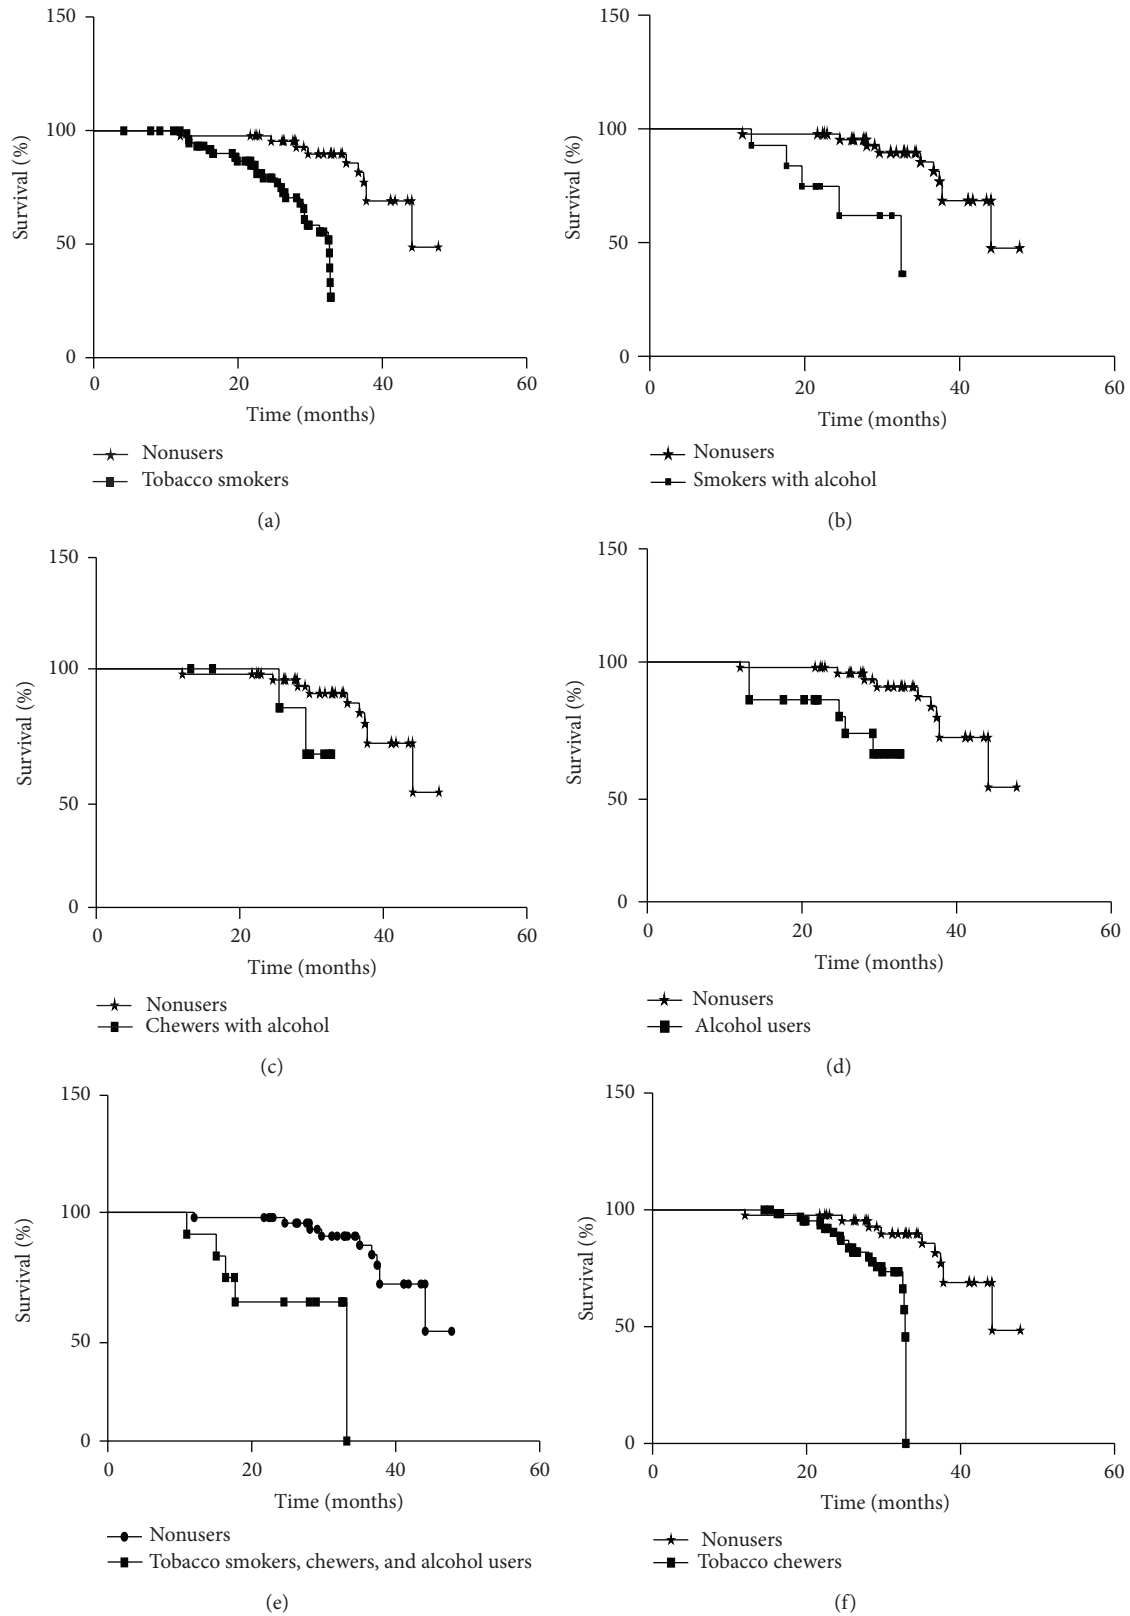 150
100
50
0
Survival (%)
0 20 40 60
Time (months)
Nonusers
Tobacco smokers
(a)
150
100
50
0
Survival (%)
0 20 40 60
Time (months)
Nonusers
Smokers with alcohol
(b)
150
100
50
0
Survival (%)
0 20 40 60
Time (months)
Nonusers
Chewers with alcohol
(c)
150
100
50
0
Survival (%)
0 20 40 60
Time (months)
Nonusers
Alcohol users
(d)
150
100
50
0
Survival (%)
0 20 40 60
Time (months)
Nonusers
Tobacco smokers, chewers, and alcohol users
(e)
150
100
50
0
Survival (%)
0 20 40 60
Time (months)
Nonusers
Tobacco chewers
(f)